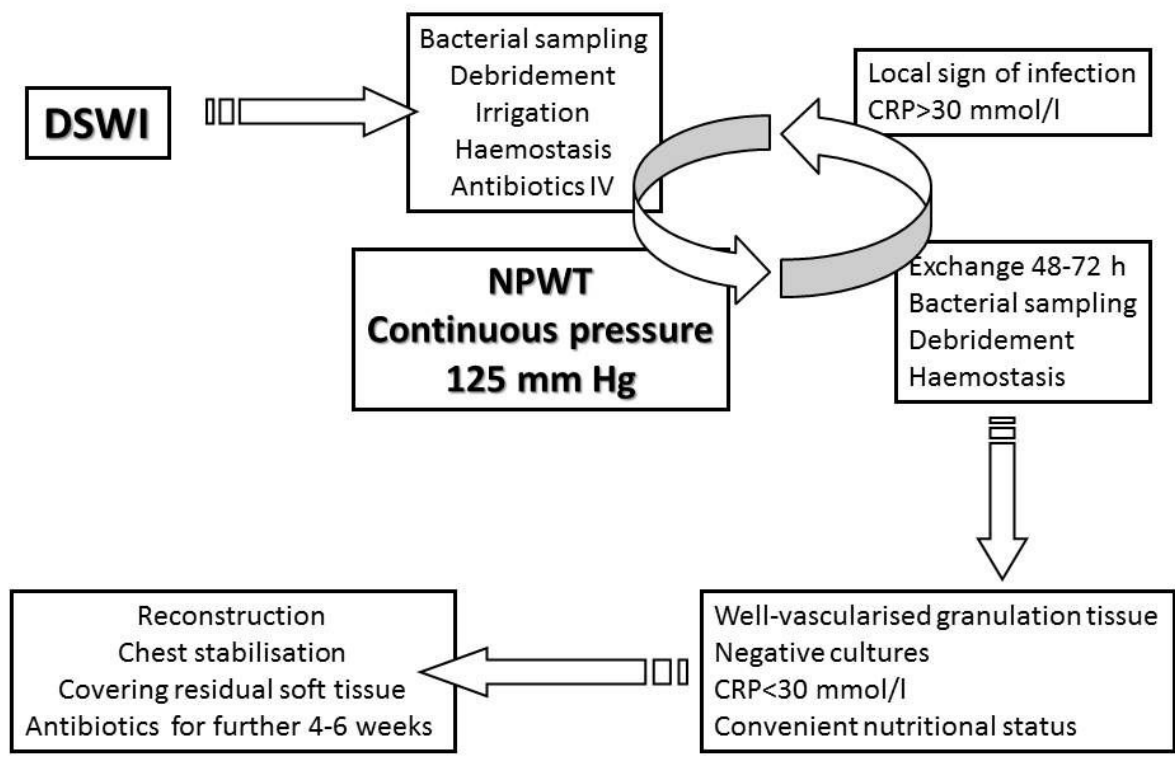 DSWI
Bacterial sampling
Debridement
Irrigation
Haemostasis
Antibiotics IV
Local sign of infection
CRP>30 mmol/l
NPWT
Continuous pressure
125 mm Hg
Exchange 48-72 h
Bacterial sampling
Debridement
Haemostasis
Well-vascularised granulation tissue
Negative cultures
CRP<30 mmol/l
Convenient nutritional status
Reconstruction
Chest stabilisation
Covering residual soft tissue
Antibiotics for further 4-6 weeks